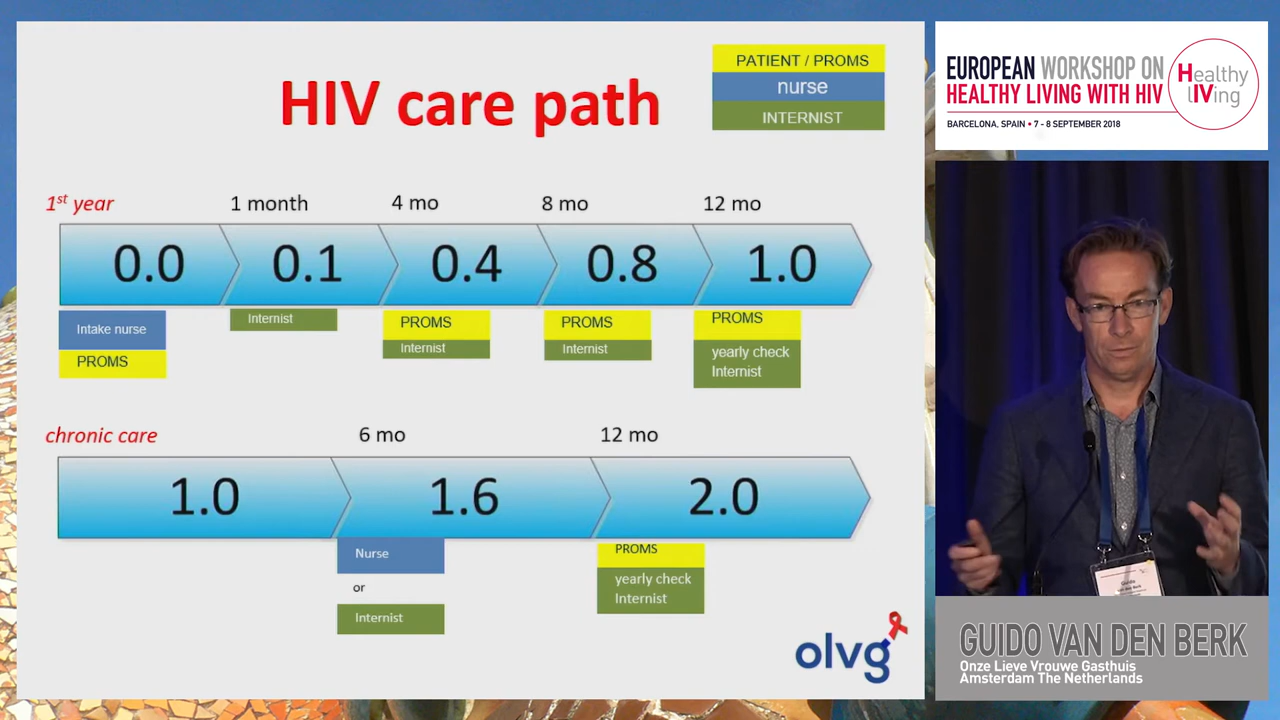 HIV care path
PATIENT / PROMS
nurse
INTERNIST
1st year
1 month
4 mo
8 mo
12 mo
0.0
0.1
0.4
0.8
1.0
Intake nurse
PROMS
Internist
PROMS
Internist
PROMS
Internist
PROMS
yearly check
Internist
chronic care
6 mo
12 mo
1.0
1.6
2.0
Nurse
or
Internist
PROMS
yearly check
Internist
olvg
EUROPEAN WORKSHOP ON
HEALTHY LIVING WITH HIV
BARCELONA, SPAIN • 7 - 8 SEPTEMBER 2018
Healthy
lIVing
Guido
GUIDO VAN DEN BERK
Onze Lieve Vrouwe Gasthuis
Amsterdam The Netherlands